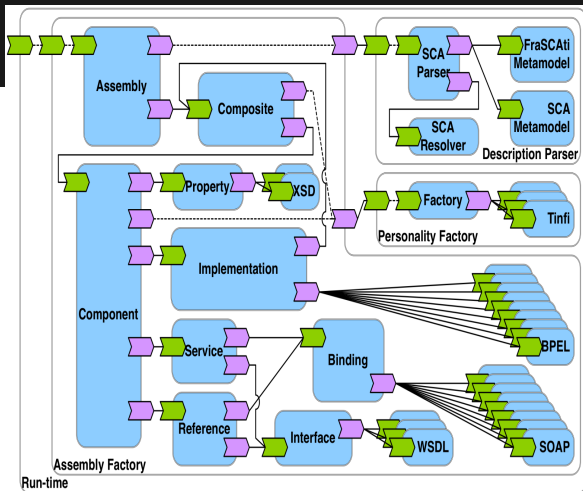 Assembly
SCA
Parser
FraSCAti
Metamodel
Composite
SCA
Metamodel
SCA
Resolver
Description Parser
Property
XSD
Factory
Tinfi
Personality Factory
Implementation
Component
Service
Binding
BPEL
Reference
Interface
WSDL
SOAP
Assembly Factory
Run-time